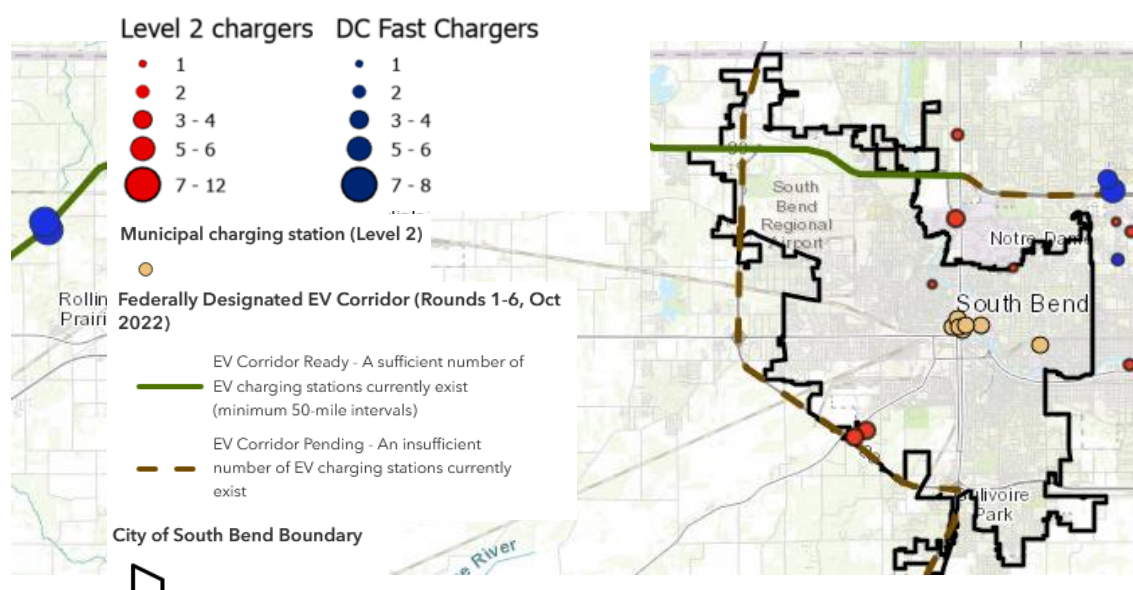 Level 2 chargers DC Fast Chargers
1 1
2 2
3 - 4 3 - 4
5 - 6 5 - 6
7 - 12 7 - 8
Municipal charging station (Level 2)
Federally Designated EV Corridor (Rounds 1-6, Oct
2022)
EV Corridor Ready - A sufficient number of
EV charging stations currently exist
(minimum 50-mile intervals)
EV Corridor Pending - An insufficient
number of EV charging stations currently
exist
City of South Bend Boundary
Rollin
Prairi
South
Bend
Regional
Airport
Notre Dame
South Bend
Park
River